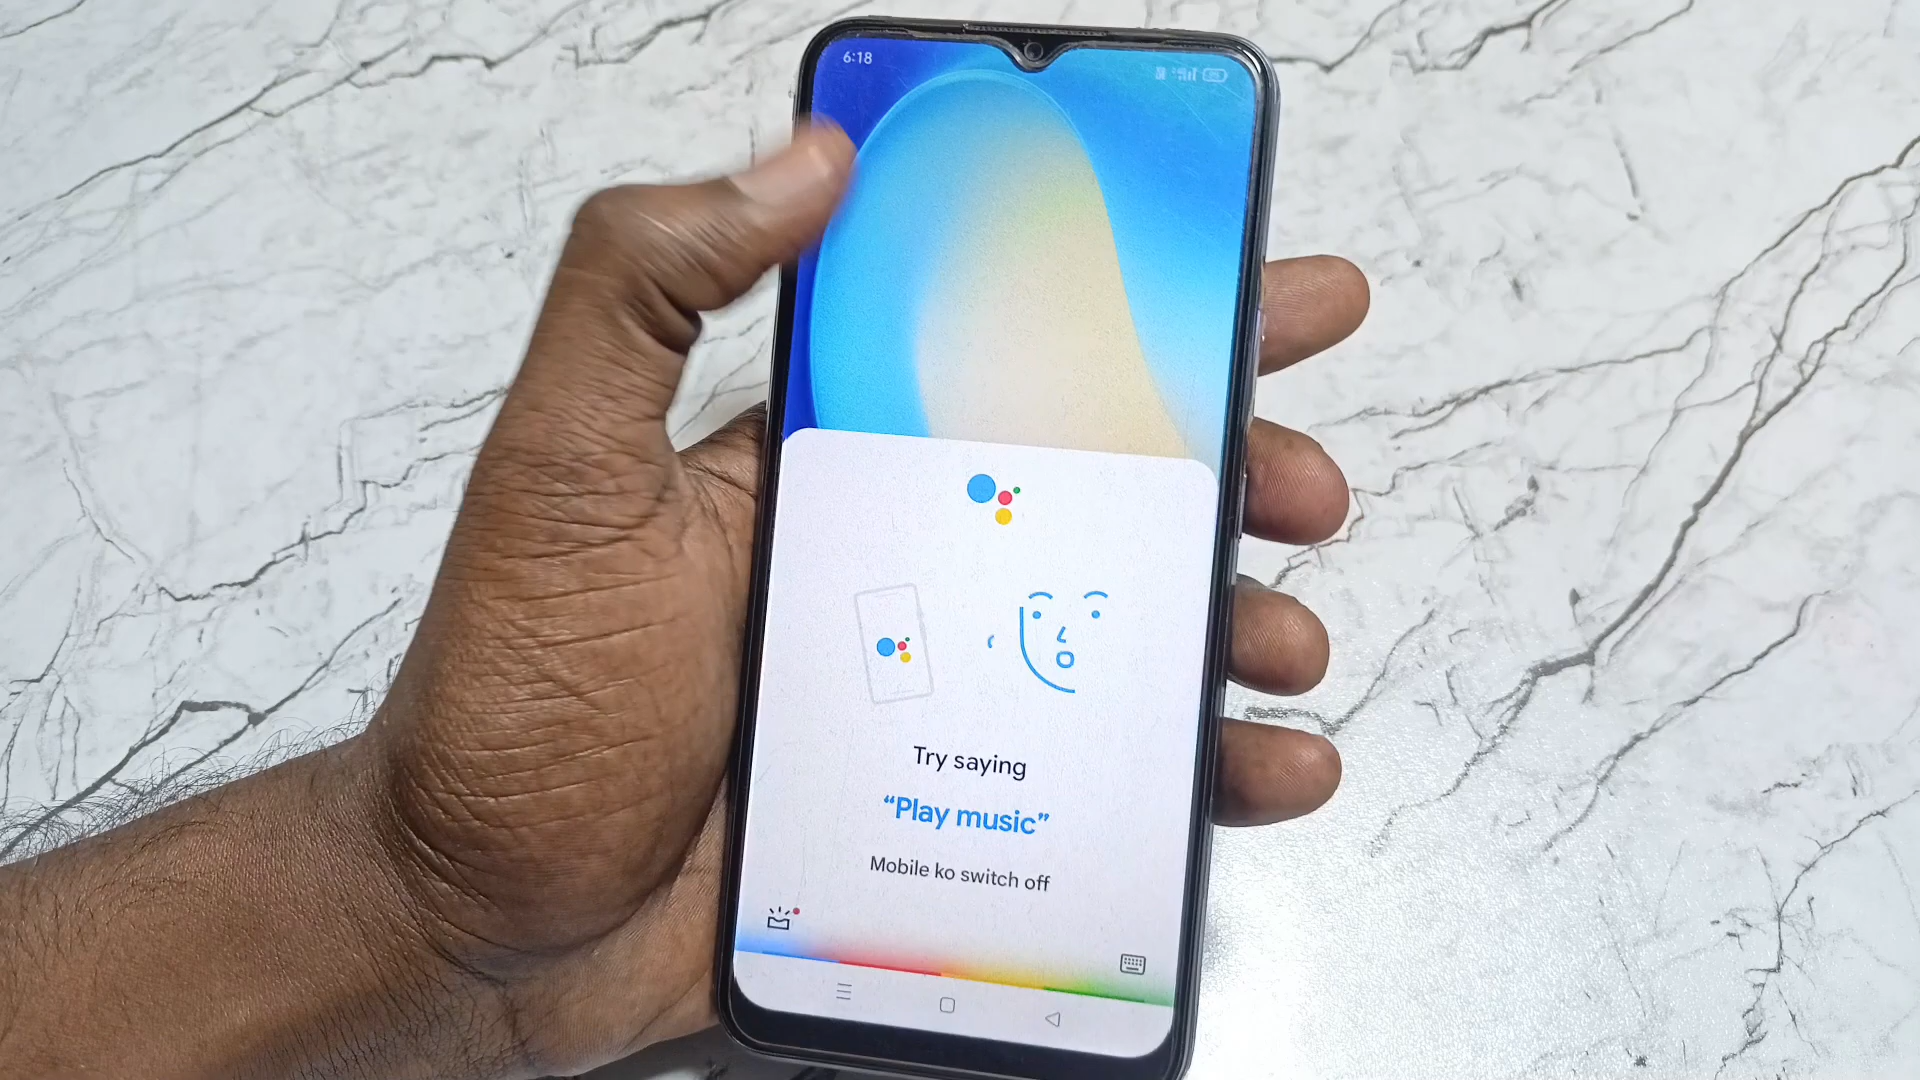 6:18
Try saying
“Play music”
Mobile ko switch off